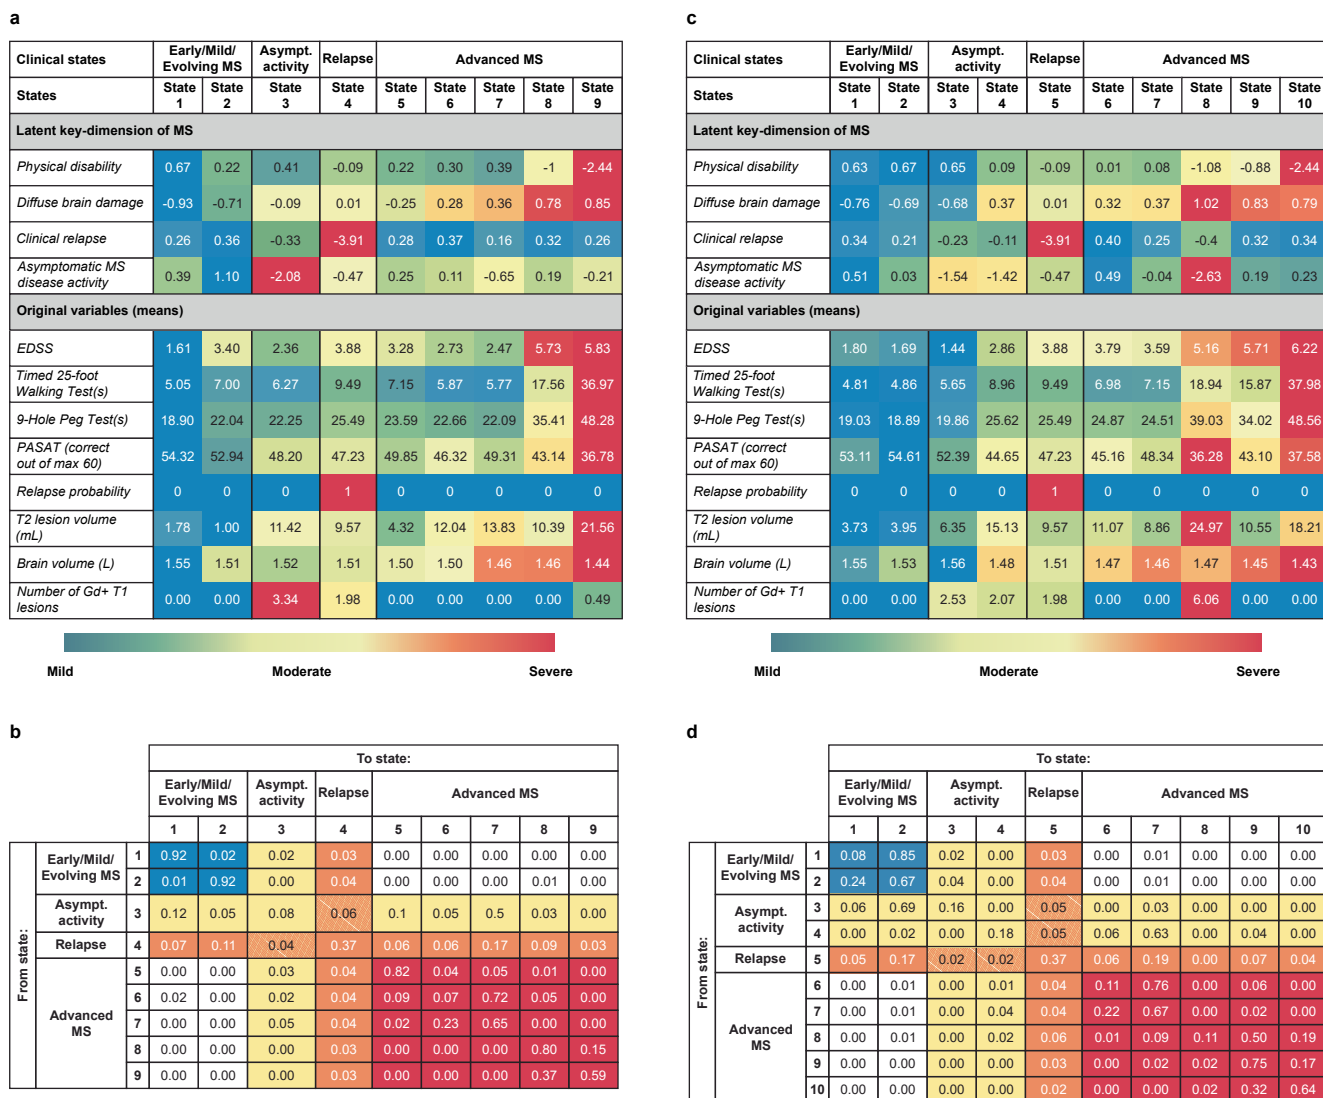 a
Clinical states Early/Mild/ Evolving MS Asympt. activity Relapse Advanced MS
States State 1 State 2 State 3 State 4 State 5 State 6 State 7 State 8 State 9
Latent key-dimension of MS
Physical disability 0.67 0.22 0.41 -0.09 0.22 0.30 0.39 -1 -2.44
Diffuse brain damage -0.93 -0.71 -0.09 0.01 -0.25 0.28 0.36 0.78 0.85
Clinical relapse 0.26 0.36 -0.33 -3.91 0.28 0.37 0.16 0.32 0.26
Asymptomatic MS disease activity 0.39 1.10 -2.08 -0.47 0.25 0.11 -0.65 0.19 -0.21
Original variables (means)
EDSS 1.61 3.40 2.36 3.88 3.28 2.73 2.47 5.73 5.83
Timed 25-foot Walking Test(s) 5.05 7.00 6.27 9.49 7.15 5.87 5.77 17.56 36.97
9-Hole Peg Test(s) 18.90 22.04 22.25 25.49 23.59 22.66 22.09 35.41 48.28
PASAT (correct out of max 60) 54.32 52.94 48.20 47.23 49.85 46.32 49.31 43.14 36.78
Relapse probability 0 0 0 1 0 0 0 0 0
T2 lesion volume (mL) 1.78 1.00 11.42 9.57 4.32 12.04 13.83 10.39 21.56
Brain volume (L) 1.55 1.51 1.52 1.51 1.50 1.50 1.46 1.46 1.44
Number of Gd+ T1 lesions 0.00 0.00 3.34 1.98 0.00 0.00 0.00 0.00 0.49
Mild Moderate Severe
c
Clinical states Early/Mild/ Evolving MS Asympt. activity Relapse Advanced MS
States State 1 State 2 State 3 State 4 State 5 State 6 State 7 State 8 State 9 State 10
Latent key-dimension of MS
Physical disability 0.63 0.67 0.65 0.09 -0.09 0.01 0.08 -1.08 -0.88 -2.44
Diffuse brain damage -0.76 -0.69 -0.68 0.37 0.01 0.32 0.37 1.02 0.83 0.79
Clinical relapse 0.34 0.21 -0.23 -0.11 -3.91 0.40 0.25 -0.4 0.32 0.34
Asymptomatic MS disease activity 0.51 0.03 -1.54 -1.42 -0.47 0.49 -0.04 -2.63 0.19 0.23
Original variables (means)
EDSS 1.80 1.69 1.44 2.86 3.88 3.79 3.59 5.16 5.71 6.22
Timed 25-foot Walking Test(s) 4.81 4.86 5.65 8.96 9.49 6.98 7.15 18.94 15.87 37.98
9-Hole Peg Test(s) 19.03 18.89 19.86 25.62 25.49 24.87 24.51 39.03 34.02 48.56
PASAT (correct out of max 60) 53.11 54.61 52.39 44.65 47.23 45.16 48.34 36.28 43.10 37.58
Relapse probability 0 0 0 0 1 0 0 0 0 0
T2 lesion volume (mL) 3.73 3.95 6.35 15.13 9.57 11.07 8.86 24.97 10.55 18.21
Brain volume (L) 1.55 1.53 1.56 1.48 1.51 1.47 1.46 1.47 1.45 1.43
Number of Gd+ T1 lesions 0.00 0.00 2.53 2.07 1.98 0.00 0.00 6.06 0.00 0.00
Mild Moderate Severe
b
To state:
Early/Mild/ Evolving MS Asympt. activity Relapse Advanced MS
1 2 3 4 5 6 7 8 9
From state:
Early/Mild/ Evolving MS
1 0.92 0.02 0.02 0.03 0.00 0.00 0.00 0.00 0.00
2 0.01 0.92 0.00 0.04 0.00 0.00 0.00 0.01 0.00
Asympt. activity 3 0.12 0.05 0.08 0.06 0.1 0.05 0.5 0.03 0.00
Relapse 4 0.07 0.11 0.04 0.37 0.06 0.06 0.17 0.09 0.03
Advanced MS
5 0.00 0.00 0.03 0.04 0.82 0.04 0.05 0.01 0.00
6 0.02 0.00 0.02 0.04 0.09 0.07 0.72 0.05 0.00
7 0.00 0.00 0.05 0.04 0.02 0.23 0.65 0.00 0.00
8 0.00 0.00 0.00 0.03 0.00 0.00 0.00 0.80 0.15
9 0.00 0.00 0.00 0.03 0.00 0.00 0.00 0.37 0.59
d
To state:
Early/Mild/ Evolving MS Asympt. activity Relapse Advanced MS
1 2 3 4 5 6 7 8 9 10
From state:
Early/Mild/ Evolving MS
1 0.08 0.85 0.02 0.00 0.03 0.00 0.01 0.00 0.00 0.00
2 0.24 0.67 0.04 0.00 0.04 0.00 0.01 0.00 0.00 0.00
Asympt. activity
3 0.06 0.69 0.16 0.00 0.05 0.00 0.03 0.00 0.00 0.00
4 0.00 0.02 0.00 0.18 0.05 0.06 0.63 0.00 0.04 0.00
Relapse 5 0.05 0.17 0.02 0.02 0.37 0.06 0.19 0.00 0.07 0.04
Advanced MS
6 0.00 0.01 0.00 0.01 0.04 0.11 0.76 0.00 0.06 0.00
7 0.00 0.01 0.00 0.04 0.04 0.22 0.67 0.00 0.02 0.00
8 0.00 0.00 0.00 0.02 0.06 0.01 0.09 0.11 0.50 0.19
9 0.00 0.00 0.00 0.00 0.03 0.00 0.02 0.02 0.75 0.17
10 0.00 0.00 0.00 0.00 0.02 0.00 0.00 0.02 0.32 0.64